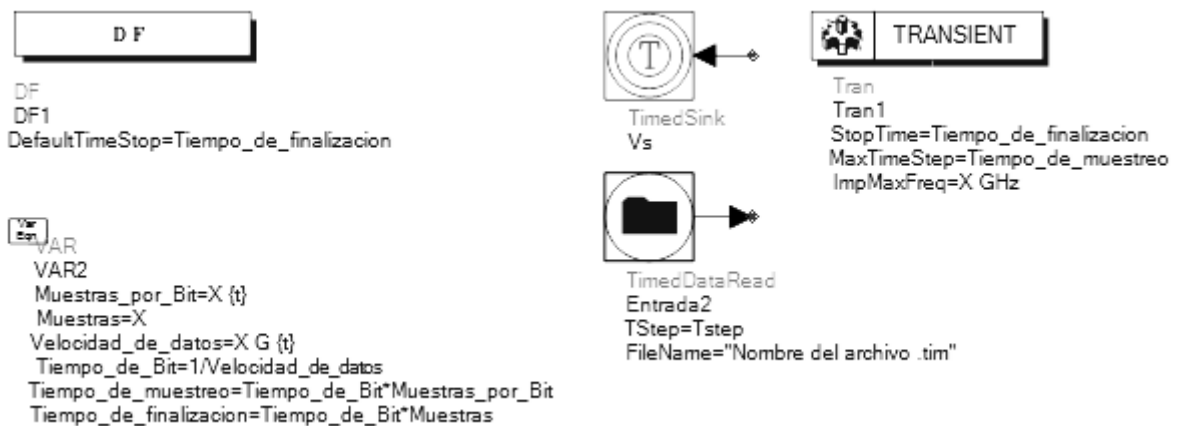 D F
DF
DF1
DefaultTimeStop=Tiempo_de_finalizacion
Var
Eqn
VAR
VAR2
Muestras_por_Bit=X {t}
Muestras=X
Velocidad_de_datos=X G {t}
Tiempo_de_Bit=1/Velocidad_de_datos
Tiempo_de_muestreo=Tiempo_de_Bit*Muestras_por_Bit
Tiempo_de_finalizacion=Tiempo_de_Bit*Muestras
T
TimedSink
Vs
TimedDataRead
Entrada2
TStep=Tstep
FileName="Nombre del archivo .tim"
TRANSIENT
Tran
Tran1
StopTime=Tiempo_de_finalizacion
MaxTimeStep=Tiempo_de_muestreo
ImpMaxFreq=X GHz